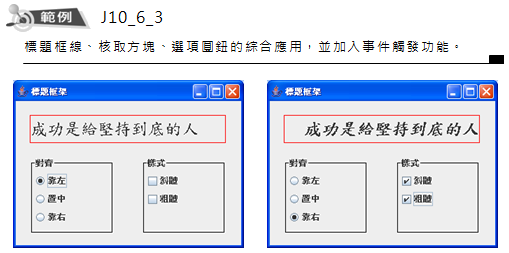 範例 J10_6_3
標題框線、核取方塊、選項圓鈕的綜合應用，並加入事件觸發功能。
標題框架
成功是給堅持到底的人
對齊 樣式
靠左 斜體
置中 粗體
靠右
標題框架
成功是給堅持到底的人
對齊 樣式
靠左 斜體
置中 粗體
靠右